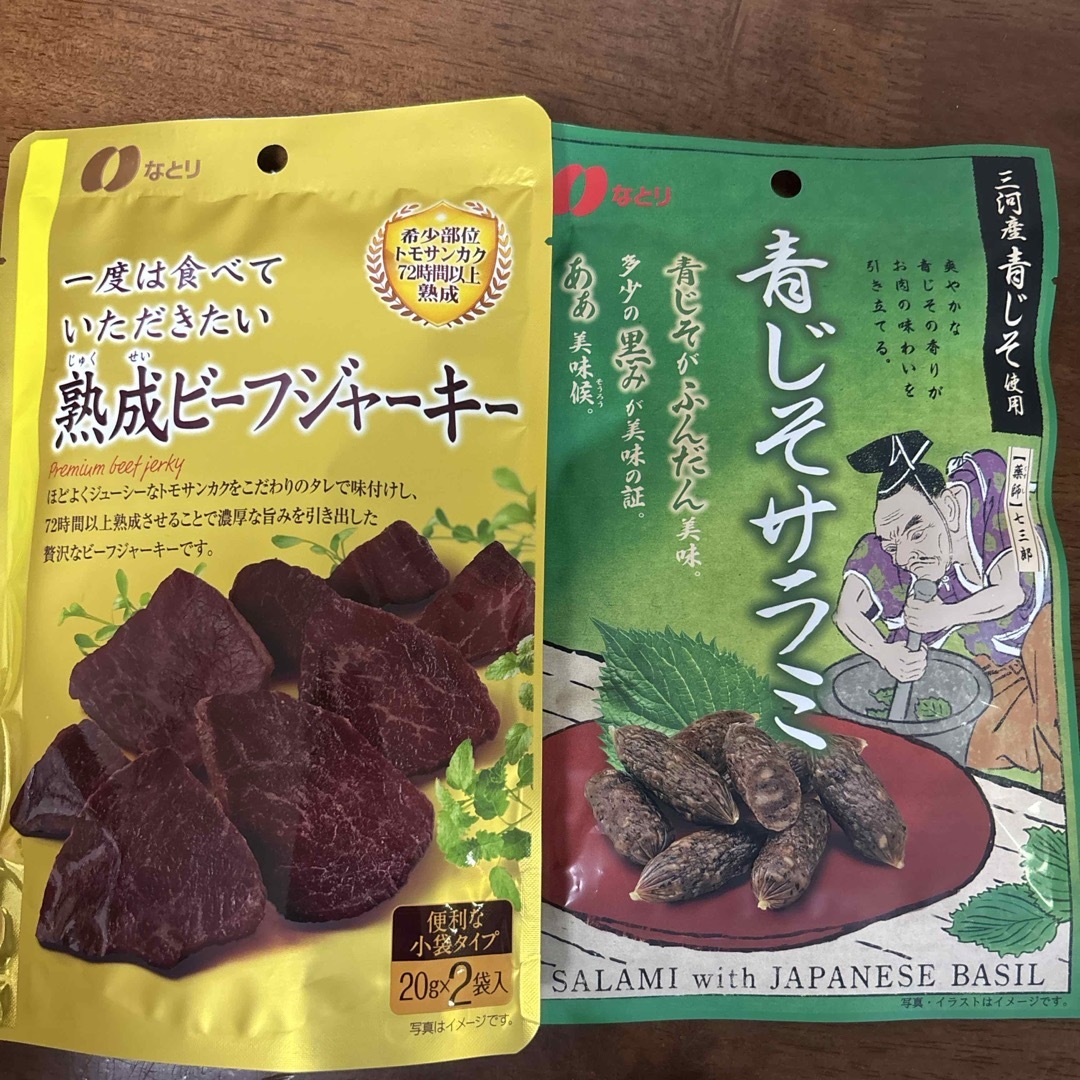 なとり
希少部位
トモサンカク
72時間以上
熟成
一度は食べて
いただきたい
じゅく せい
熟成ビーフジャーキー
Premium beef jerky
ほどよくジューシーなトモサンカクをこだわりのタレで味付けし、
72時間以上熟成させることで濃厚な旨みを引き出した
贅沢なビーフジャーキーです。
便利な
小袋タイプ
20g×2袋入
写真はイメージです。
なとり
三河産青じそ使用
爽やかな
青じその香りが
お肉の味わいを
引き立てる。
青じそサラミ
青じそがふんだん美味。
多少の黒みが美味の証。
ああ美味候。
そうろう
【薬師】七三郎
SALAMI with JAPANESE BASIL
写真・イラストはイメージです。